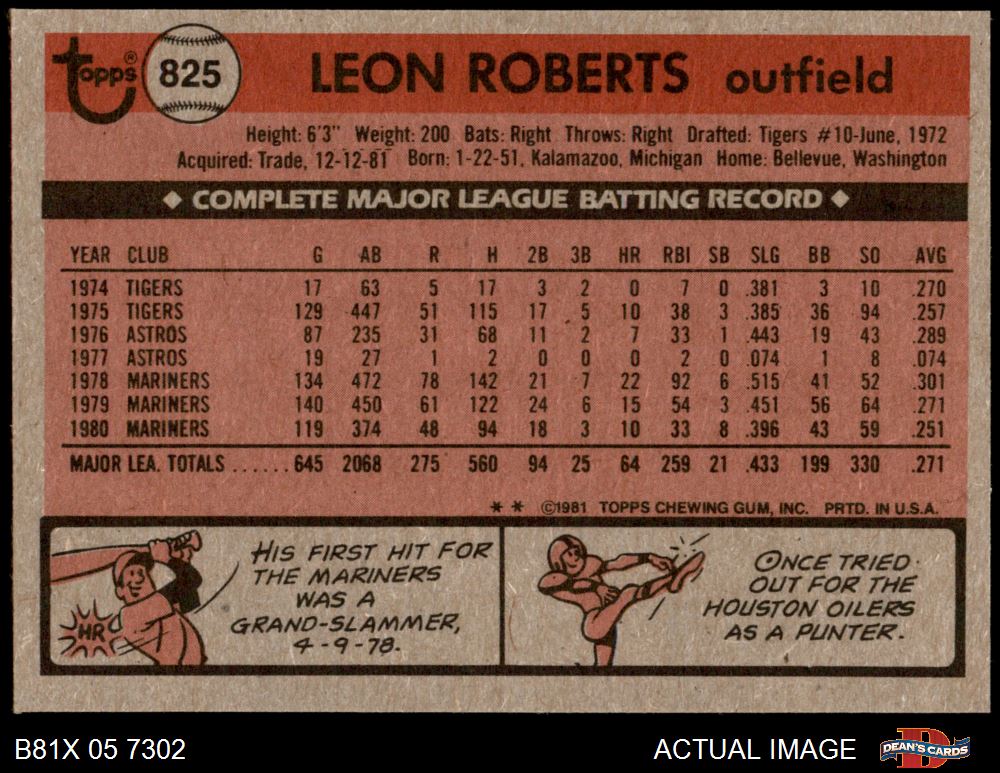 Topps® 825 LEON ROBERTS outfield
Height: 6'3" Weight: 200 Bats: Right Throws: Right Drafted: Tigers #10-June, 1972
Acquired: Trade, 12-12-81 Born: 1-22-51, Kalamazoo, Michigan Home: Bellevue, Washington
◆ COMPLETE MAJOR LEAGUE BATTING RECORD ◆
YEAR CLUB G AB R H 2B 3B HR RBI SB SLG BB SO AVG
1974 TIGERS 17 63 5 17 3 2 0 7 0 .381 3 10 .270
1975 TIGERS 129 447 51 115 17 5 10 38 3 .385 36 94 .257
1976 ASTROS 87 235 31 68 11 2 7 33 1 .443 19 43 .289
1977 ASTROS 19 27 1 2 0 0 0 2 0 .074 1 8 .074
1978 MARINERS 134 472 78 142 21 7 22 92 6 .515 41 52 .301
1979 MARINERS 140 450 61 122 24 6 15 54 3 .451 56 64 .271
1980 MARINERS 119 374 48 94 18 3 10 33 8 .396 43 59 .251
MAJOR LEA. TOTALS ......645 2068 275 560 94 25 64 259 21 .433 199 330 .271
* * ©1981 TOPPS CHEWING GUM, INC. PRTD. IN U.S.A.
HIS FIRST HIT FOR
THE MARINERS
WAS A
GRAND-SLAMMER,
4-9-78.
HR
ONCE TRIED
OUT FOR THE
HOUSTON OILERS
AS A PUNTER.
B81X 05 7302 ACTUAL IMAGE DEAN'S CARDS